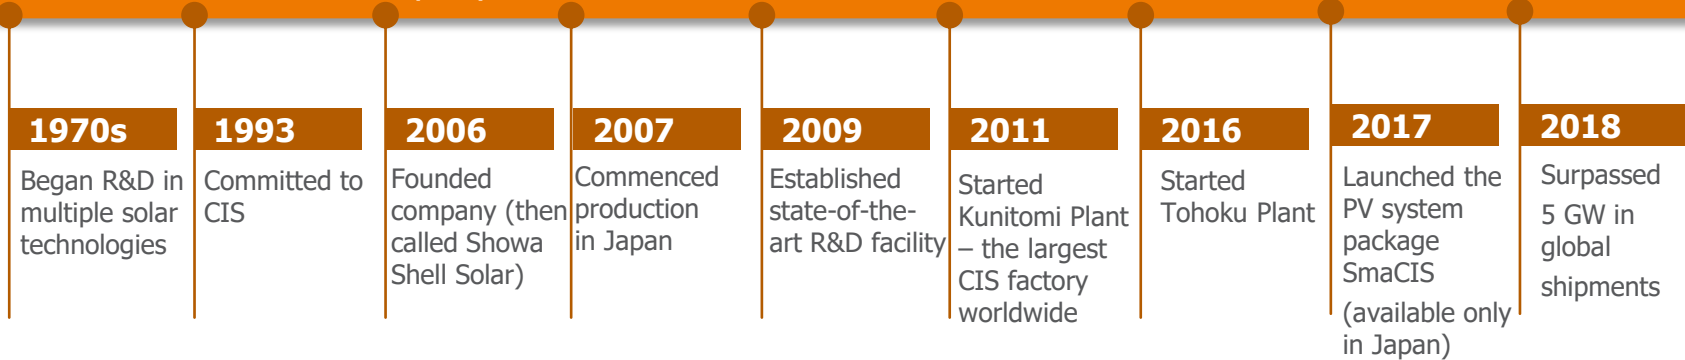 1970s
Began R&D in
multiple solar
technologies
1993
Committed to
CIS
2006
Founded
company (then
called Showa
Shell Solar)
2007
Commenced
production
in Japan
2009
Established
state-of-the-
art R&D facility
2011
Started
Kunitomi Plant
– the largest
CIS factory
worldwide
2016
Started
Tohoku Plant
2017
Launched the
PV system
package
SmaCIS
(available only
in Japan)
2018
Surpassed
5 GW in
global
shipments